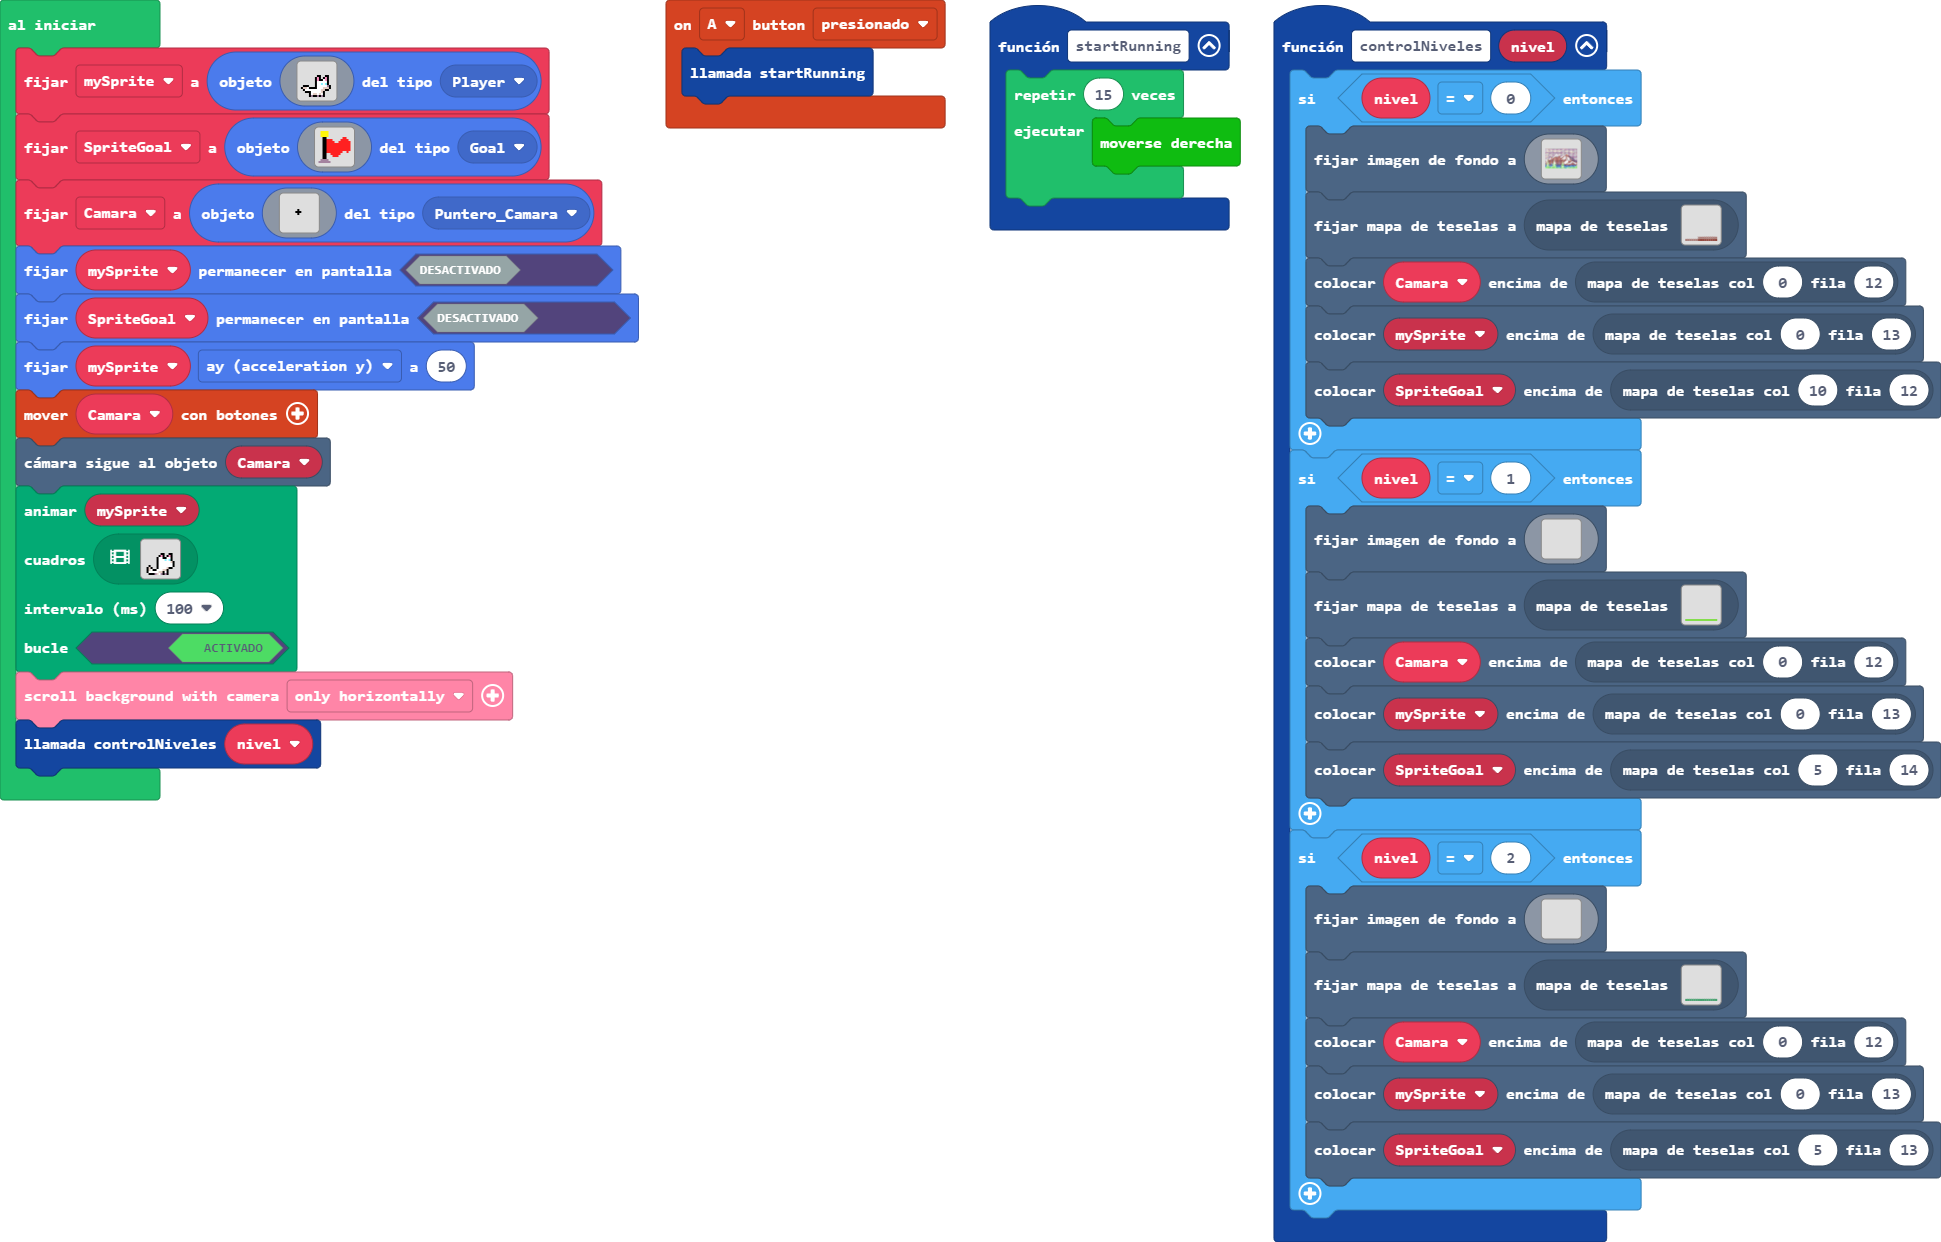 al iniciar
fijar mySprite a objeto del tipo Player
fijar SpriteGoal a objeto del tipo Goal
fijar Camara a objeto del tipo Puntero_Camara
fijar mySprite permanecer en pantalla DESACTIVADO
fijar SpriteGoal permanecer en pantalla DESACTIVADO
fijar mySprite ay (acceleration y) a 50
mover Camara con botones
cámara sigue al objeto Camara
animar mySprite
cuadros
intervalo (ms) 100
bucle ACTIVADO
scroll background with camera only horizontally
llamada controlNiveles nivel
on A button presionado
llamada startRunning
función startRunning
repetir 15 veces
ejecutar moverse derecha
función controlNiveles nivel
si nivel = 0 entonces
fijar imagen de fondo a
fijar mapa de teselas a mapa de teselas
colocar Camara encima de mapa de teselas col 0 fila 12
colocar mySprite encima de mapa de teselas col 0 fila 13
colocar SpriteGoal encima de mapa de teselas col 10 fila 12
si nivel = 1 entonces
fijar imagen de fondo a
fijar mapa de teselas a mapa de teselas
colocar Camara encima de mapa de teselas col 0 fila 12
colocar mySprite encima de mapa de teselas col 0 fila 13
colocar SpriteGoal encima de mapa de teselas col 5 fila 14
si nivel = 2 entonces
fijar imagen de fondo a
fijar mapa de teselas a mapa de teselas
colocar Camara encima de mapa de teselas col 0 fila 12
colocar mySprite encima de mapa de teselas col 0 fila 13
colocar SpriteGoal encima de mapa de teselas col 5 fila 13